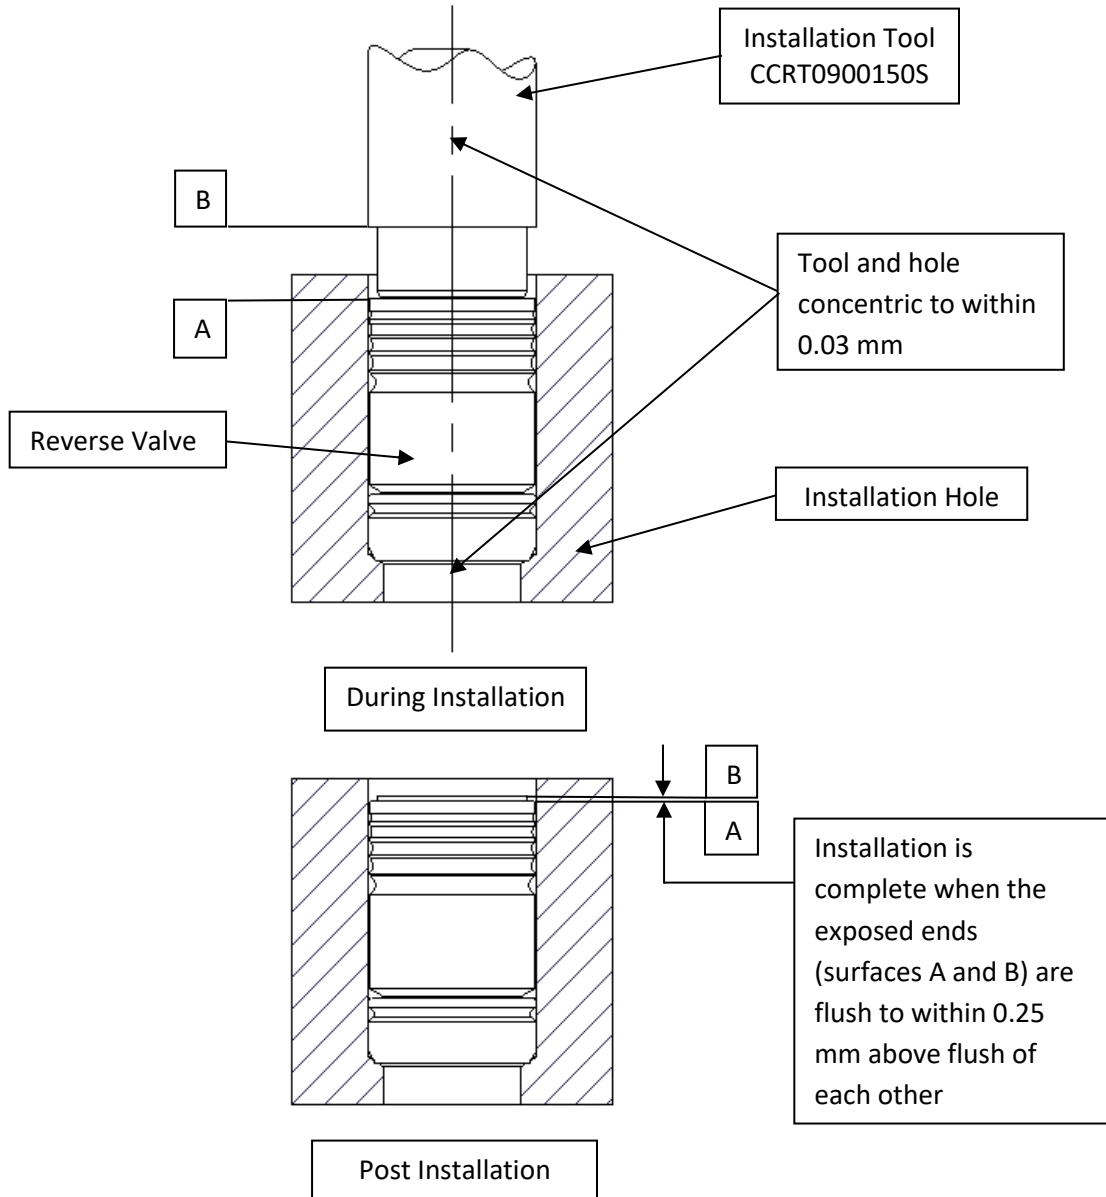 Installation Tool
CCRT0900150S
B
Tool and hole
concentric to within
0.03 mm
A
Reverse Valve
Installation Hole
During Installation
B
A
Installation is
complete when the
exposed ends
(surfaces A and B) are
flush to within 0.25
mm above flush of
each other
Post Installation